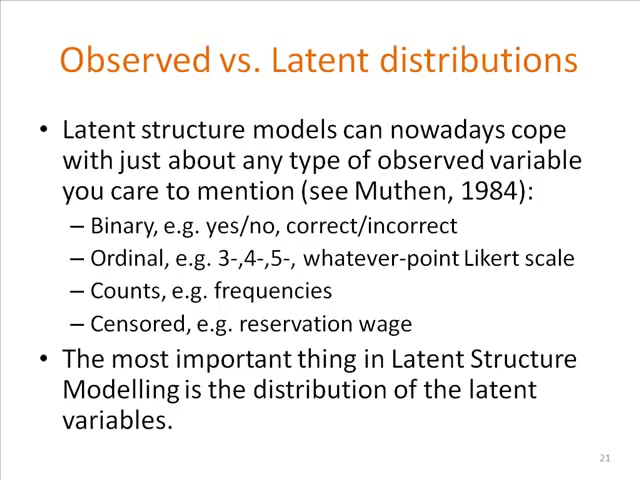 Observed vs. Latent distributions
• Latent structure models can nowadays cope
with just about any type of observed variable
you care to mention (see Muthen, 1984):
– Binary, e.g. yes/no, correct/incorrect
– Ordinal, e.g. 3-,4-,5-, whatever-point Likert scale
– Counts, e.g. frequencies
– Censored, e.g. reservation wage
• The most important thing in Latent Structure
Modelling is the distribution of the latent
variables.
21